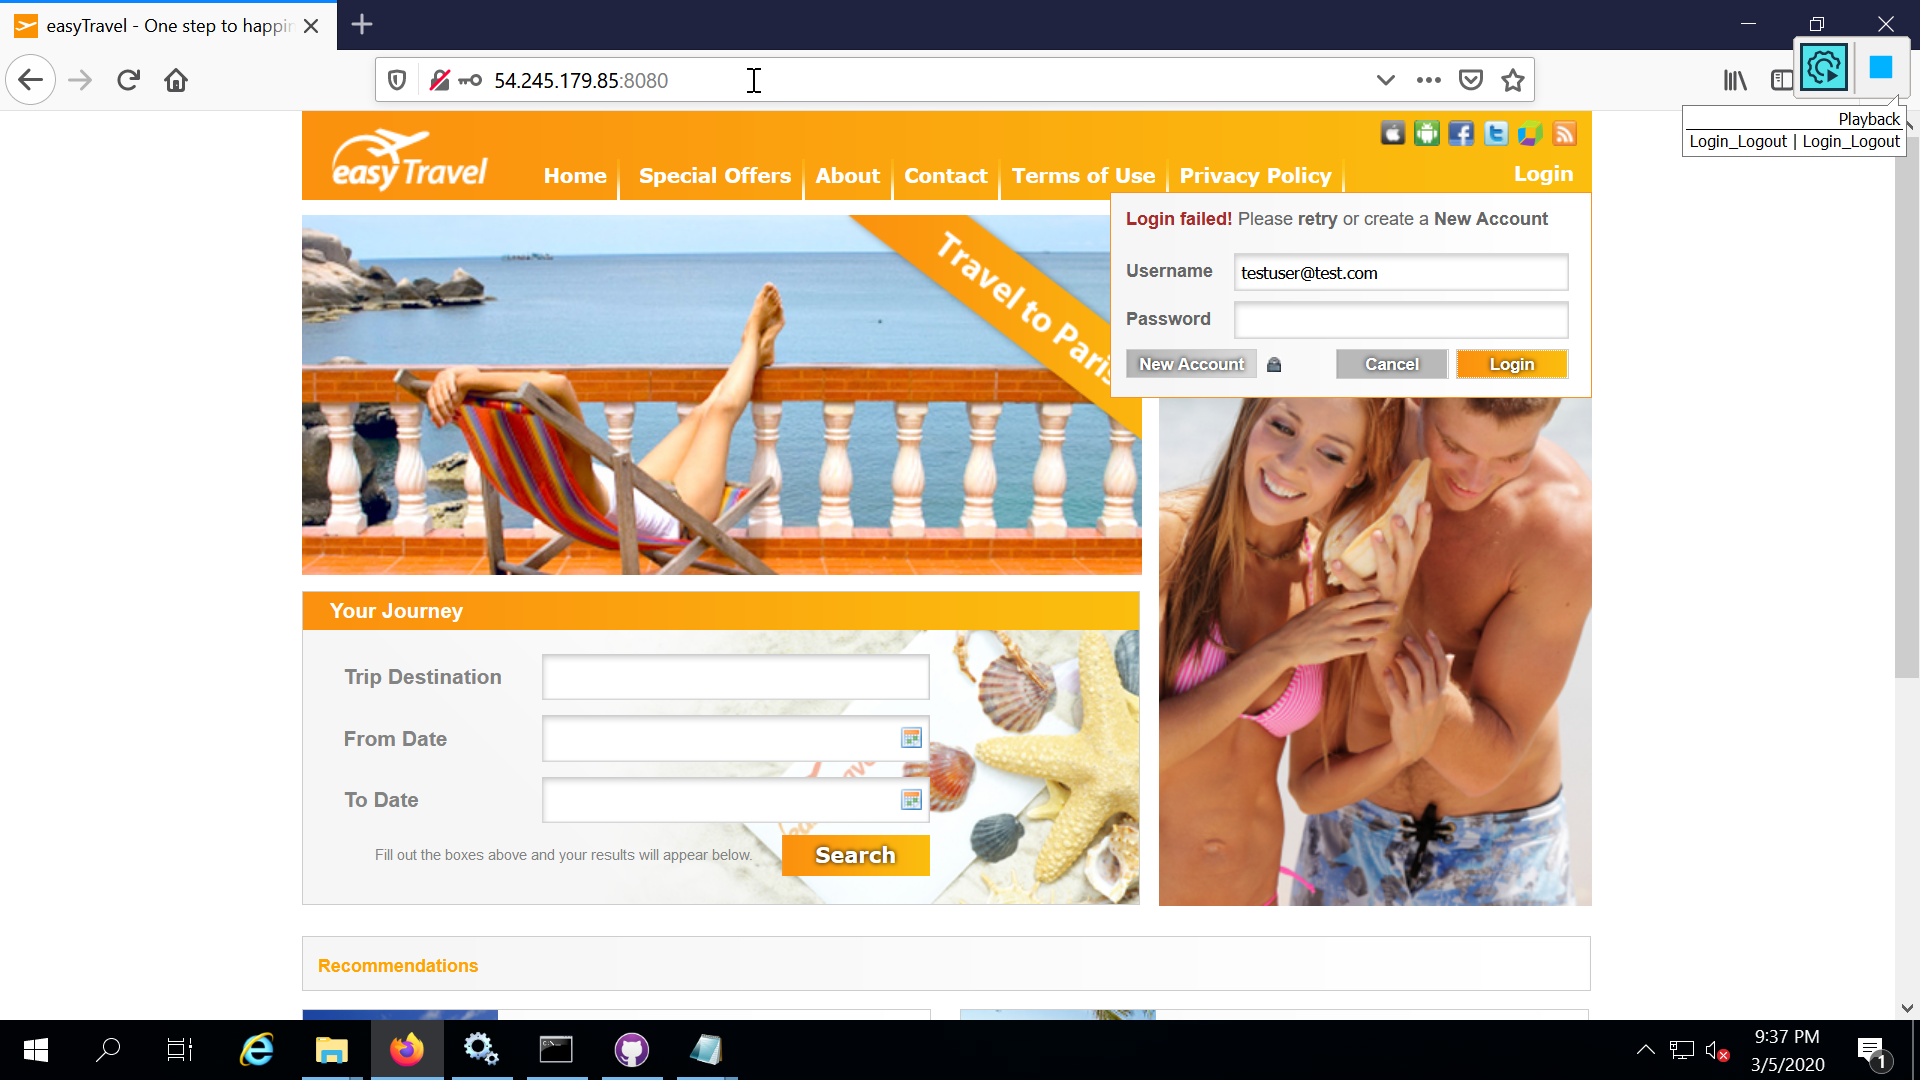 easyTravel - One step to happin
54.245.179.85:8080
Playback
Login_Logout | Login_Logout
easyTravel
Home
Special Offers
About
Contact
Terms of Use
Privacy Policy
Login
Login failed! Please retry or create a New Account
Username
testuser@test.com
Password
New Account
Cancel
Login
Travel to Paris
Your Journey
Trip Destination
From Date
To Date
Fill out the boxes above and your results will appear below.
Search
Recommendations
9:37 PM
3/5/2020
1